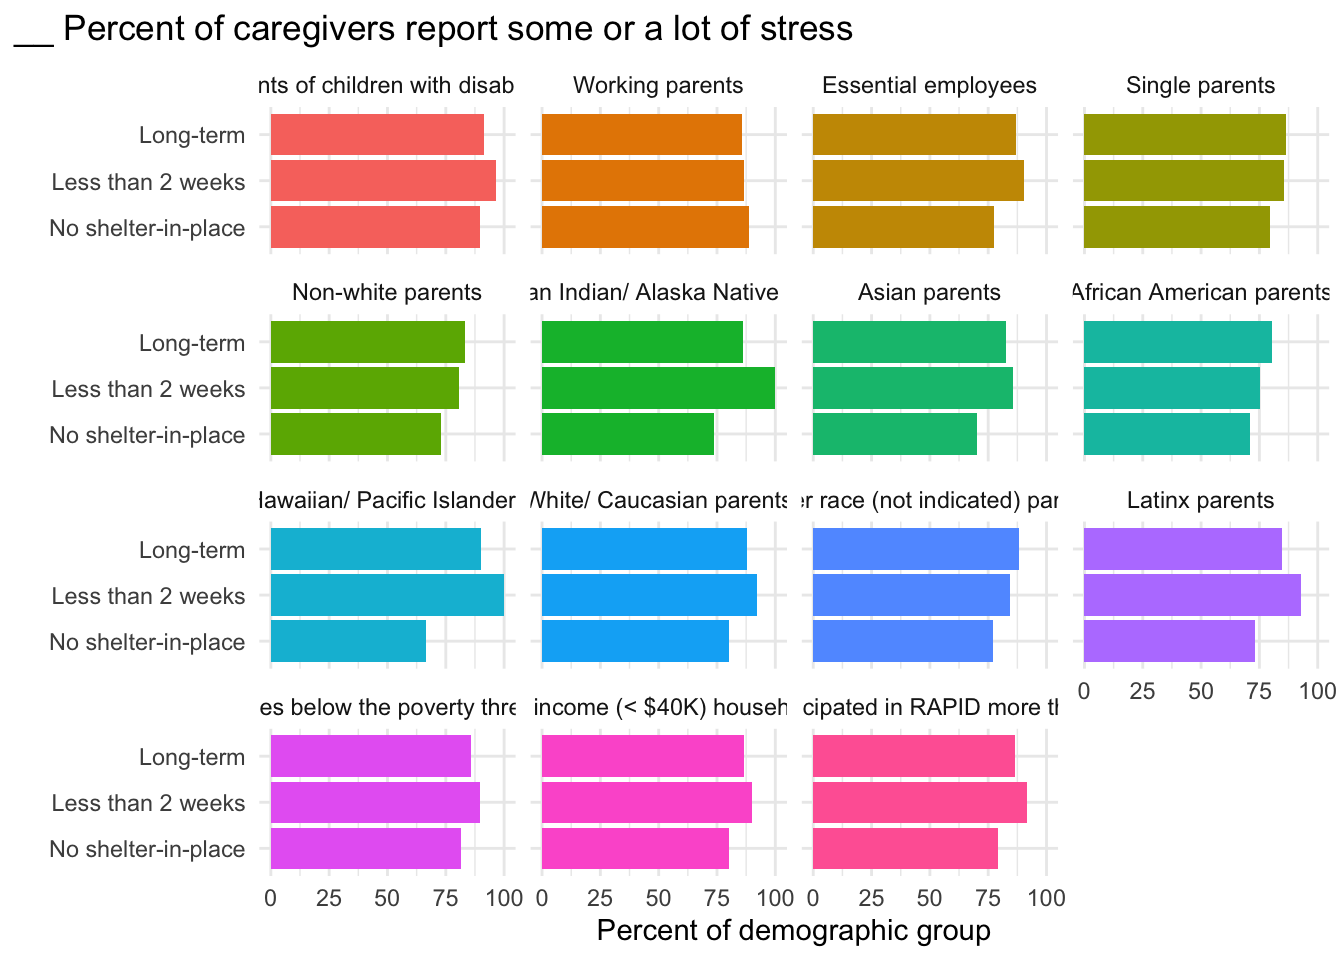 __ Percent of caregivers report some or a lot of stress
nts of children with disab
Working parents
Essential employees
Single parents
Long-term
Less than 2 weeks
No shelter-in-place
Non-white parents
an Indian/ Alaska Native
Asian parents
African American parents
Long-term
Less than 2 weeks
No shelter-in-place
Hawaiian/ Pacific Islander
White/ Caucasian parents
er race (not indicated) par
Latinx parents
Long-term
Less than 2 weeks
No shelter-in-place
0 25 50 75 100
es below the poverty thre
income (< $40K) househ
cipated in RAPID more th
Long-term
Less than 2 weeks
No shelter-in-place
0 25 50 75 100
0 25 50 75 100
0 25 50 75 100
Percent of demographic group